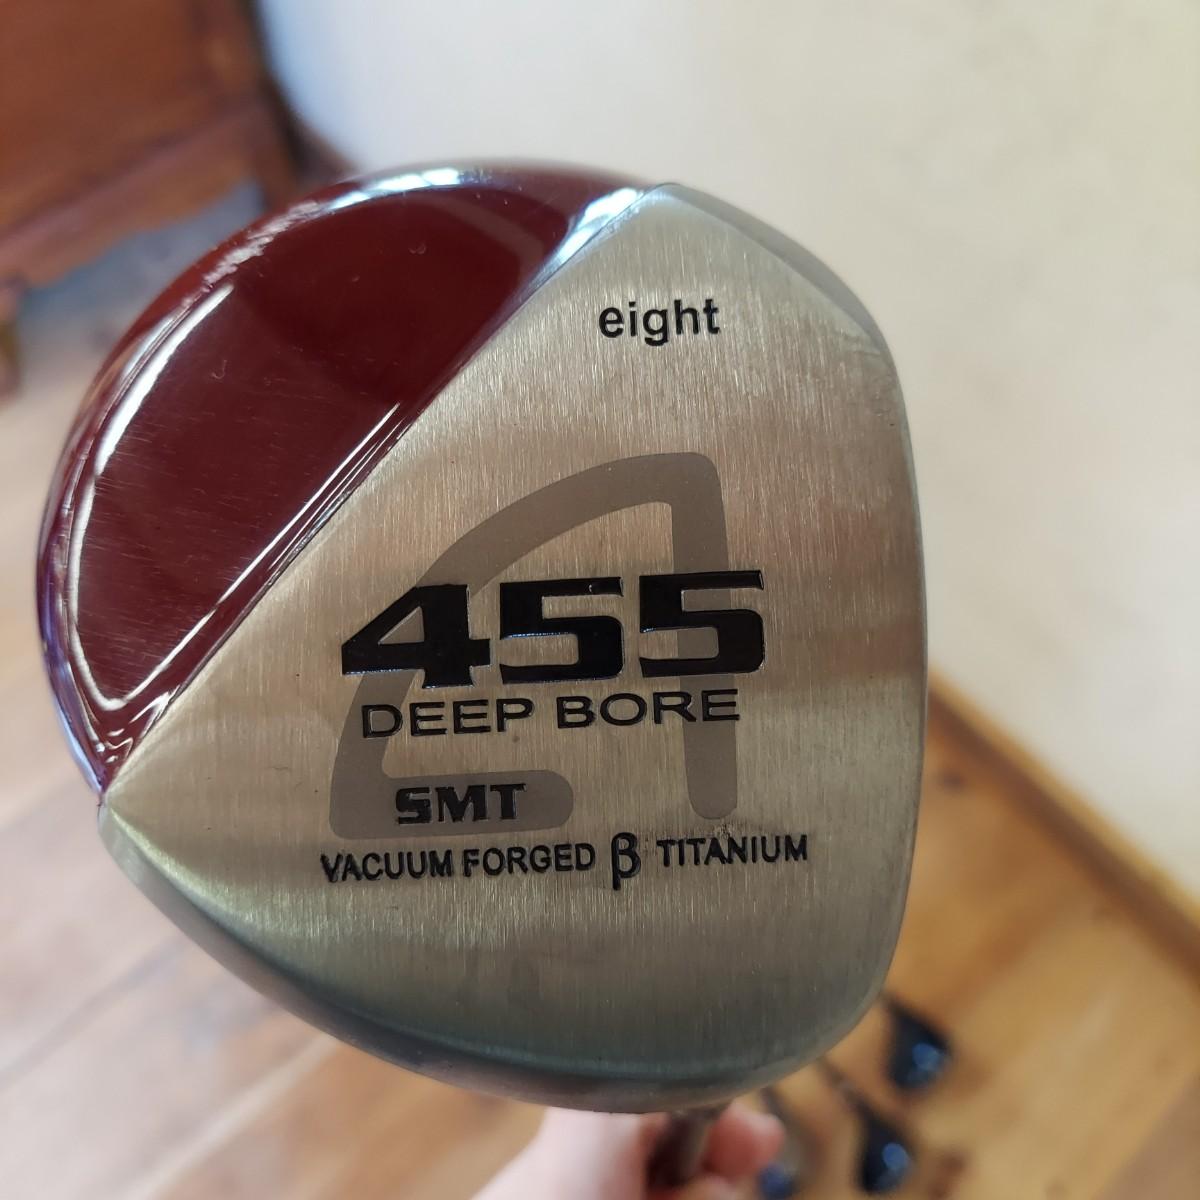 eight
455
DEEP BORE
SMT
VACUUM FORGED β TITANIUM